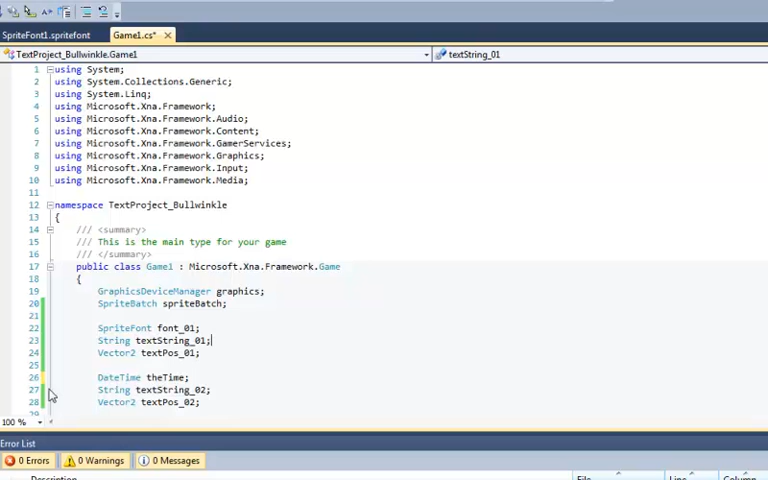 SpriteFont1.spritefont Game1.cs*
TextProject_Bullwinkle.Game1 textString_01
1 using System;
2 using System.Collections.Generic;
3 using System.Linq;
4 using Microsoft.Xna.Framework;
5 using Microsoft.Xna.Framework.Audio;
6 using Microsoft.Xna.Framework.Content;
7 using Microsoft.Xna.Framework.GamerServices;
8 using Microsoft.Xna.Framework.Graphics;
9 using Microsoft.Xna.Framework.Input;
10 using Microsoft.Xna.Framework.Media;
11
12 namespace TextProject_Bullwinkle
13 {
14 /// <summary>
15 /// This is the main type for your game
16 /// </summary>
17 public class Game1 : Microsoft.Xna.Framework.Game
18 {
19 GraphicsDeviceManager graphics;
20 SpriteBatch spriteBatch;
21
22 SpriteFont font_01;
23 String textString_01;
24 Vector2 textPos_01;
25
26 DateTime theTime;
27 String textString_02;
28 Vector2 textPos_02;
29
100 %
Error List
0 Errors 0 Warnings 0 Messages
Description File Line Column